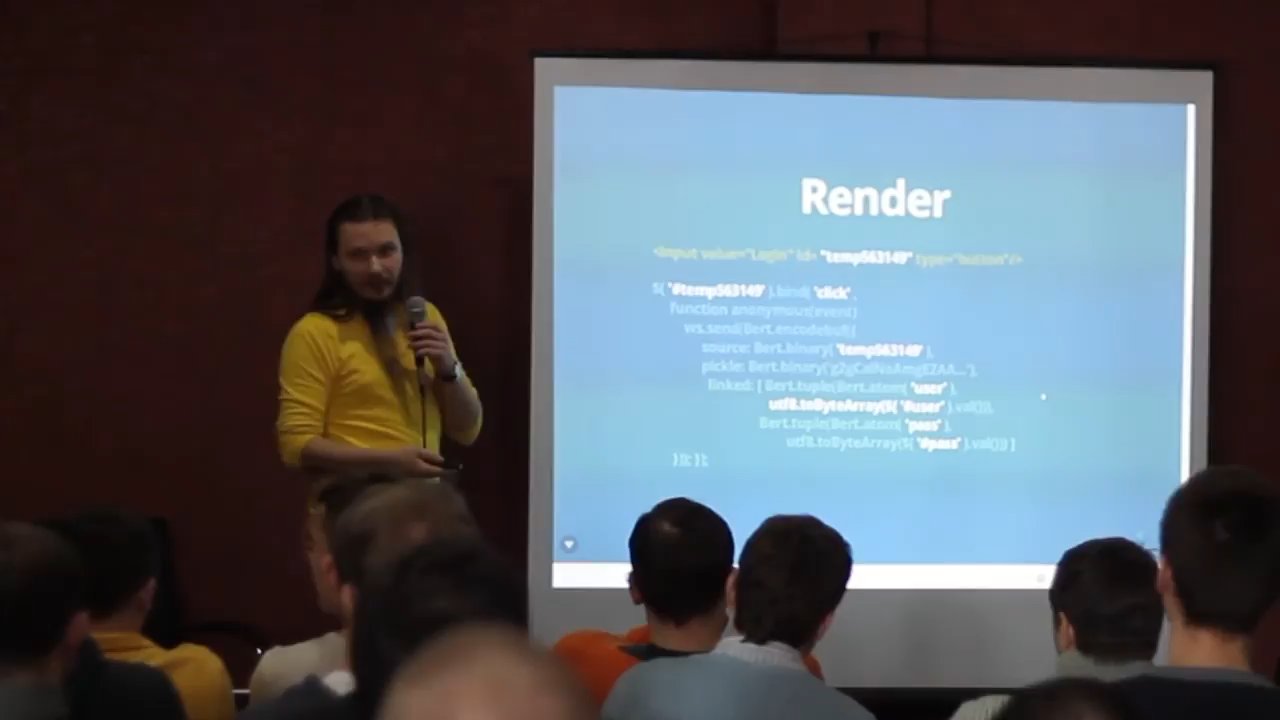 Render
<input value="Login" id= "temp563149" type="button"/>
$( '#temp563149' ).bind( 'click',
function anonymous(event)
ws.send(Bert.encodebuf(
source: Bert.binary( 'temp563149' ),
pickle: Bert.binary(
linked: [ Bert.tuple(Bert.atom( 'user' ),
utf8.toByteArray($( '#user' ).val())),
Bert.tuple(Bert.atom( 'pass' ),
utf8.toByteArray($( '#pass' ).val())) ]
}); });